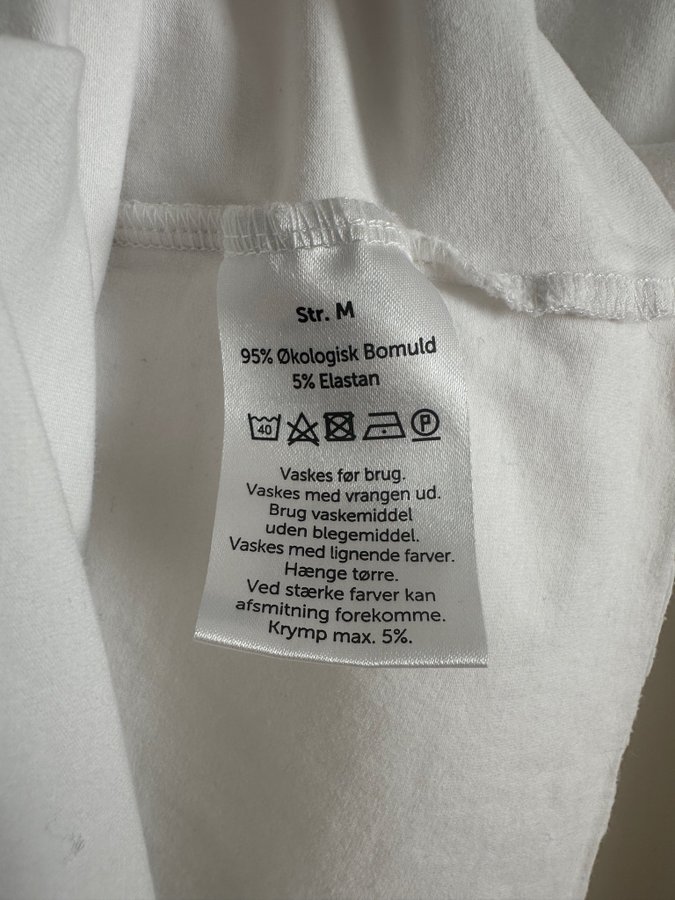 Str. M
95% Økologisk Bomuld
5% Elastan
40 P
Vaskes før brug.
Vaskes med vrangen ud.
Brug vaskemiddel
uden blegemiddel.
Vaskes med lignende farver.
Hænge tørre.
Ved stærke farver kan
afsmitning forekomme.
Krymp max. 5%.